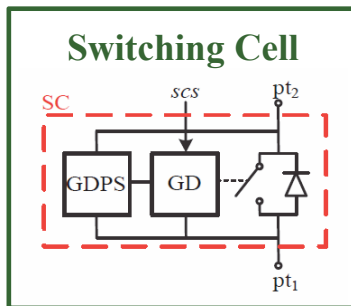 Switching Cell
SC
scs
pt₂
GDPS
GD
pt₁